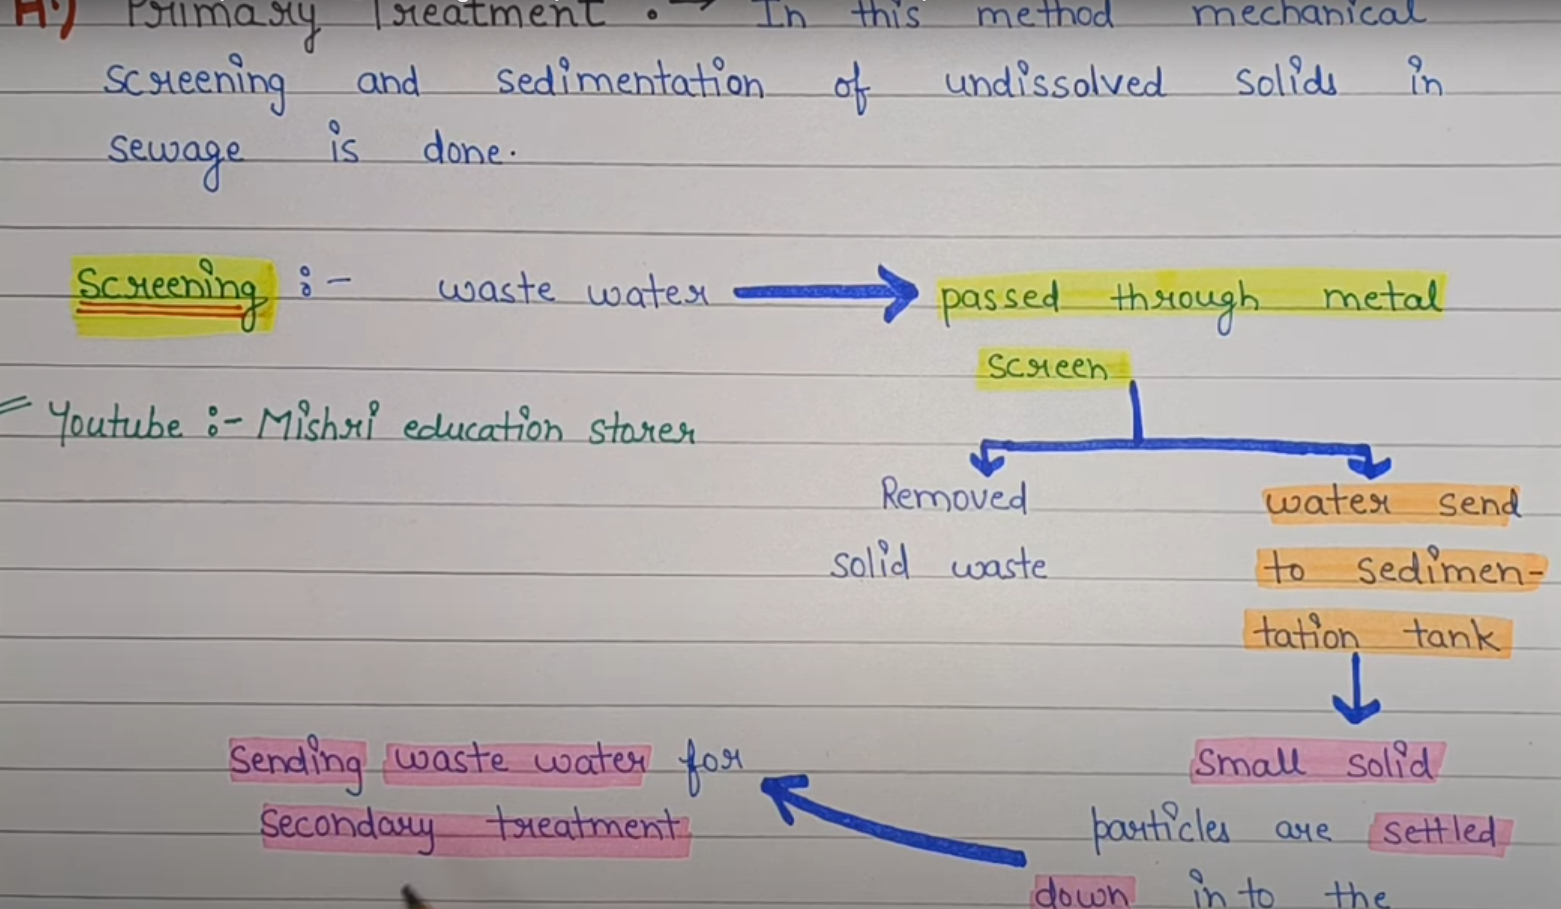 A.) Primary Treatment :→ In this method mechanical
screening and sedimentation of undissolved solids in
sewage is done.
Screening :- waste water → passed through metal
screen
Youtube :- Mishri education storer
Removed
solid waste
water send
to sedimen-
tation tank
small solid
particles are settled
down in to the
sending waste water for
secondary treatment